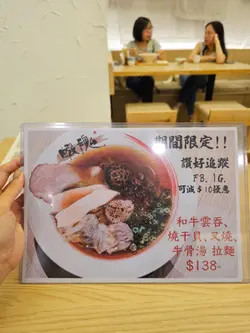 期間限定!!
讚好追蹤
FB, IG,
可減$10優惠
和牛雲吞、
燒干貝、叉燒、
牛骨湯 拉麵
$138-